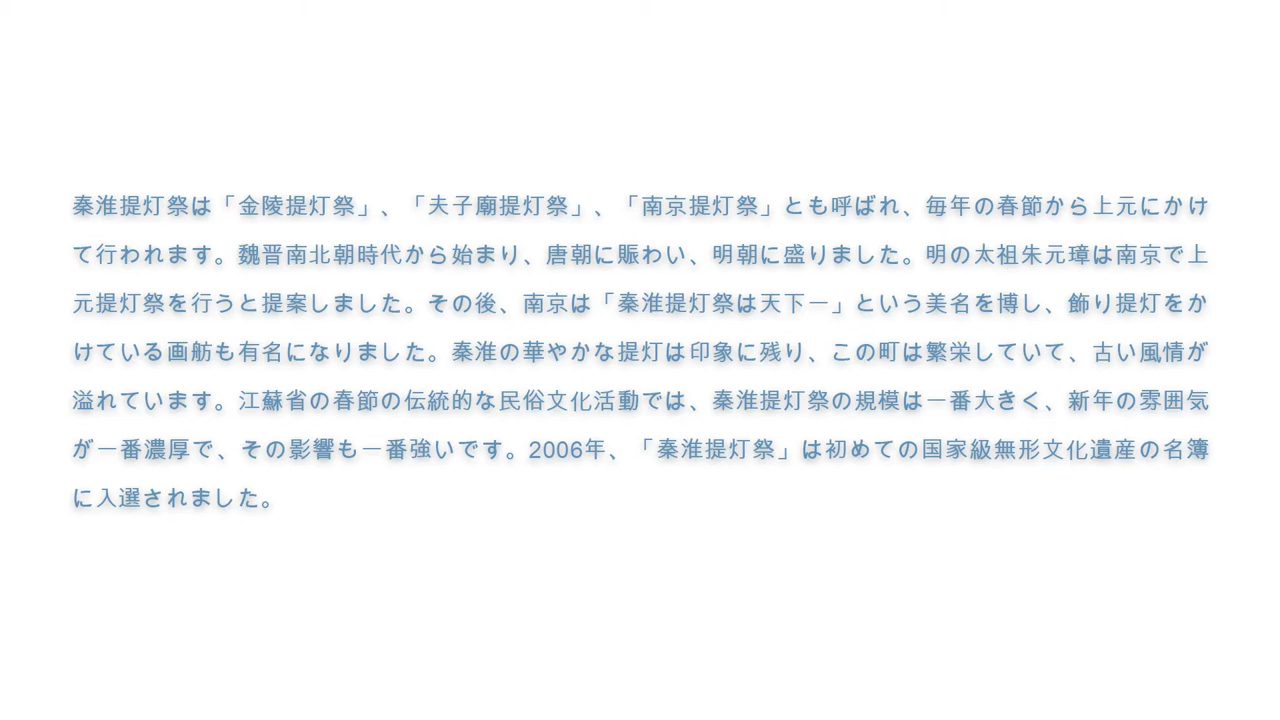 秦淮提灯祭は「金陵提灯祭」、「夫子廟提灯祭」、「南京提灯祭」とも呼ばれ、毎年の春節から上元にかけ
て行われます。魏晋南北朝時代から始まり、唐朝に賑わい、明朝に盛りました。明の太祖朱元璋は南京で上
元提灯祭を行うと提案しました。その後、南京は「秦淮提灯祭は天下一」という美名を博し、飾り提灯をか
けている画舫も有名になりました。秦淮の華やかな提灯は印象に残り、この町は繁栄していて、古い風情が
溢れています。江蘇省の春節の伝統的な民俗文化活動では、秦淮提灯祭の規模は一番大きく、新年の雰囲気
が一番濃厚で、その影響も一番強いです。2006年、「秦淮提灯祭」は初めての国家級無形文化遺産の名簿
に入選されました。